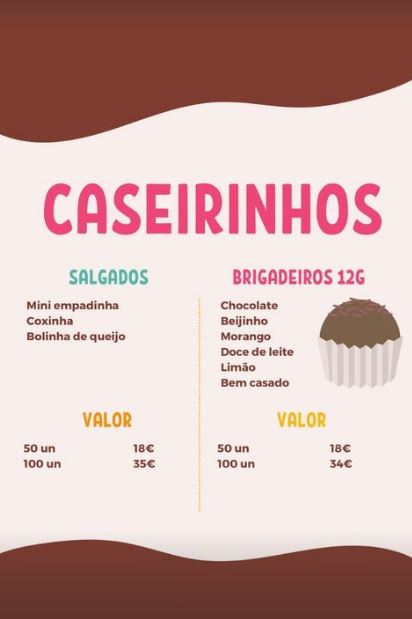 CASEIRINHOS
SALGADOS
Mini empadinha
Coxinha
Bolinha de queijo
VALOR
50 un 18€
100 un 35€
BRIGADEIROS 12G
Chocolate
Beijinho
Morango
Doce de leite
Limão
Bem casado
VALOR
50 un 18€
100 un 34€